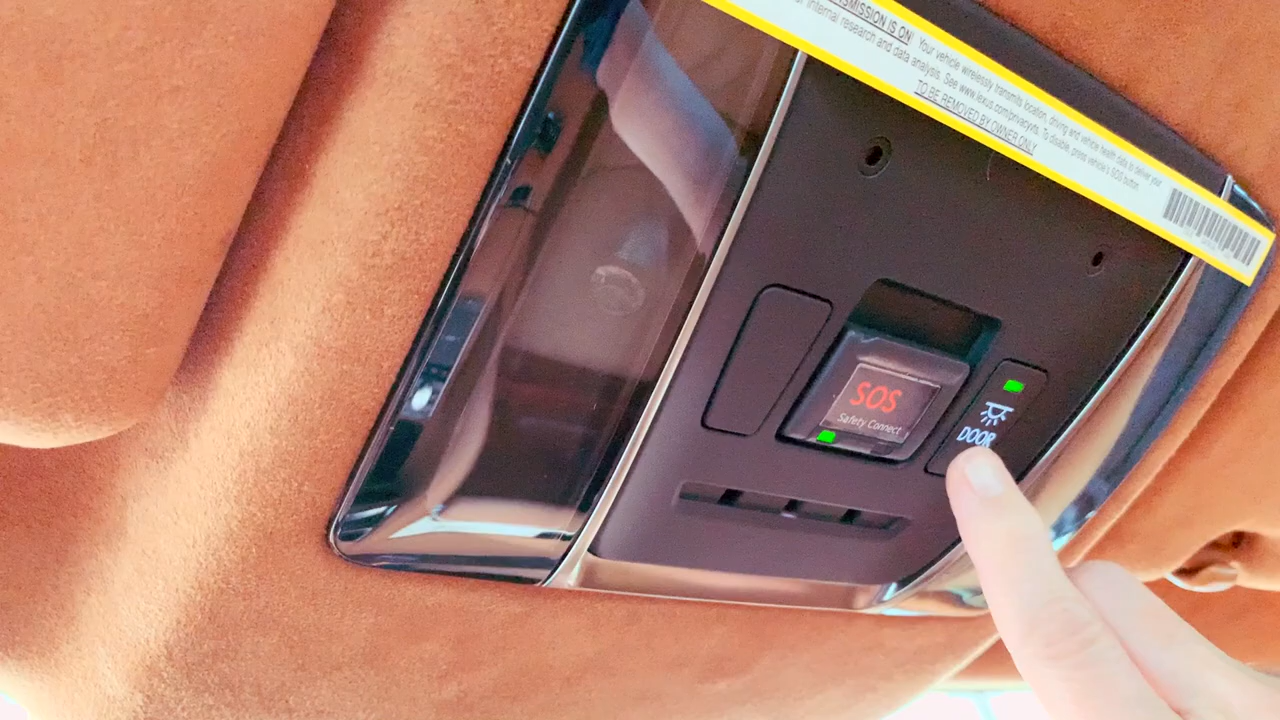 NSMISSION IS ON! Your vehicle wirelessly transmits location, driving and vehicle health data to deliver your
internal research and data analysis. See www.lexus.com/privacyvts. To disable, press vehicle's SOS button.
TO BE REMOVED BY OWNER ONLY
SOS
Safety Connect
DOOR